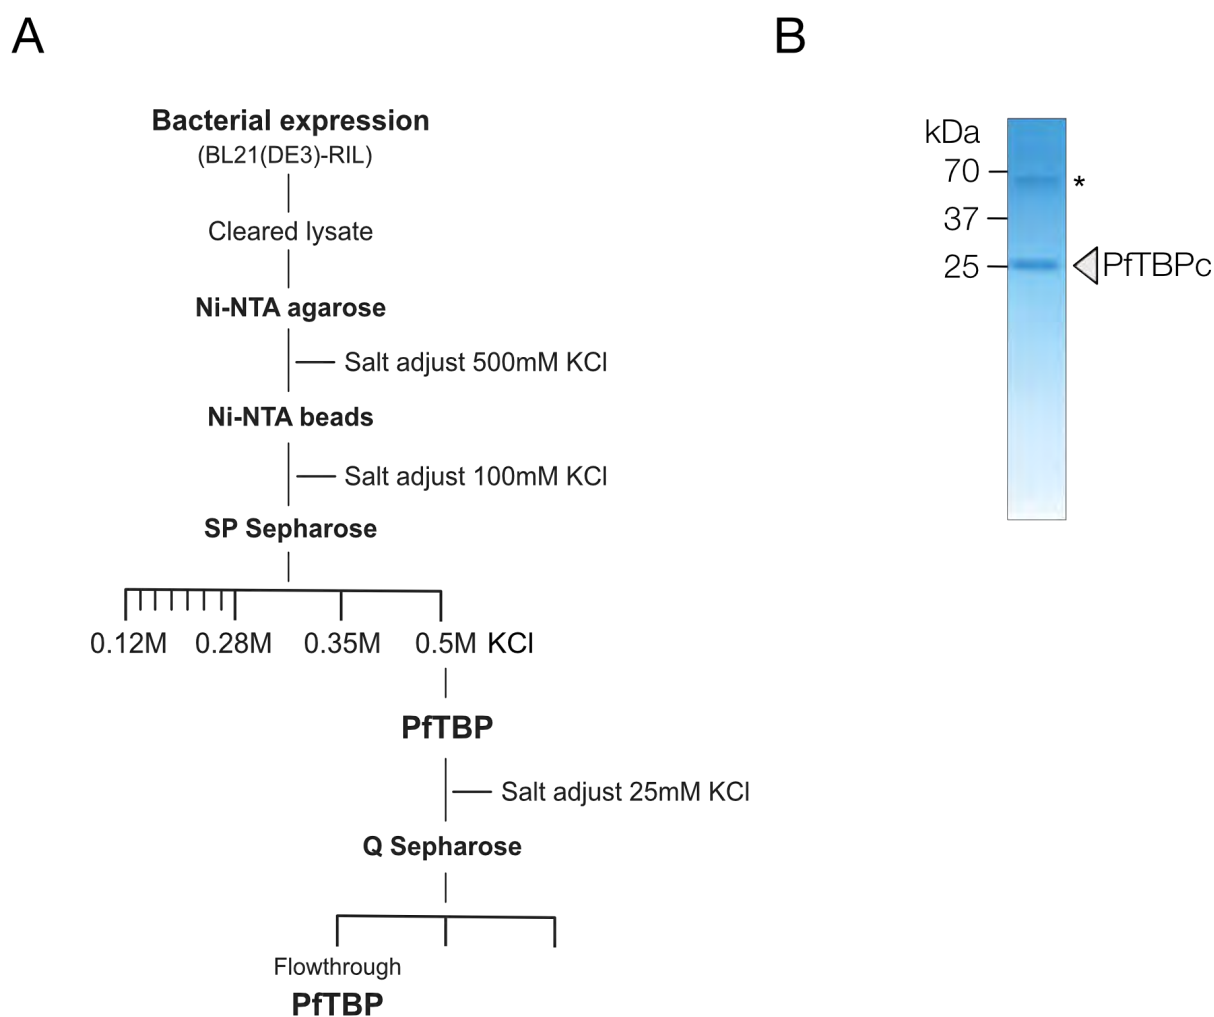 A
Bacterial expression
(BL21(DE3)-RIL)
Cleared lysate
Ni-NTA agarose
Salt adjust 500mM KCl
Ni-NTA beads
Salt adjust 100mM KCl
SP Sepharose
0.12M 0.28M 0.35M 0.5M KCl
PfTBP
Salt adjust 25mM KCl
Q Sepharose
Flowthrough
PfTBP
B
kDa
70 *
37
25 PfTBPc